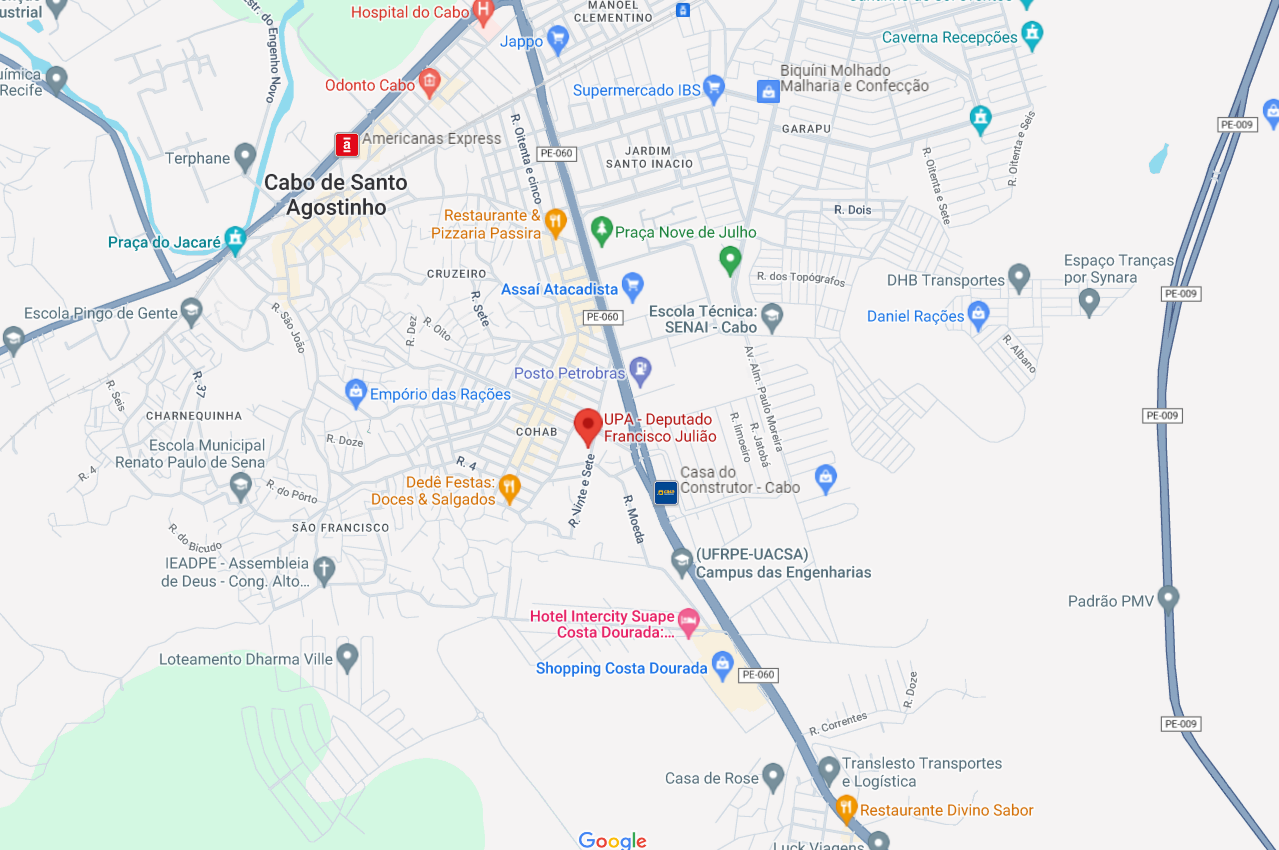 MANOEL
CLEMENTINO
Hospital do Cabo
Jappo
Caverna Recepções
Estr. do Engenho Novo
Recife
Odonto Cabo
Supermercado IBS
Biquíni Molhado
Malharia e Confecção
Americanas Express
R. Oitenta e cinco
PE-060
JARDIM
SANTO INACIO
GARAPU
PE-009
R. Oitenta e Seis
R. Oitenta e Seis
Terphane
Cabo de Santo
Agostinho
R. Dois
Praça do Jacaré
Restaurante &
Pizzaria Passira
Praça Nove de Julho
CRUZEIRO
R. dos Topógrafos
DHB Transportes
Espaço Tranças
por Synara
Assaí Atacadista
R. Sete
PE-009
Escola Pingo de Gente
PE-060
Escola Técnica:
SENAI - Cabo
Daniel Rações
R. São João
R. Dez
R. Oito
R. Albano
Posto Petrobras
Av. Alm. Paulo Moreira
R. Seis
R. 37
Empório das Rações
CHARNEQUINHA
UPA - Deputado
Francisco Julião
R. limoeiro
R. Jatobá
PE-009
COHAB
R. Doze
Escola Municipal
Renato Paulo de Sena
R. 4
R. 4
Casa do
Construtor - Cabo
Dedê Festas:
Doces & Salgados
R. do Pôrto
R. Ninte e Sete
R. Moeda
SÃO FRANCISCO
R. do Bicudo
(UFRPE-UACSA)
Campus das Engenharias
IEADPE - Assembleia
de Deus - Cong. Alto...
Padrão PMV
Hotel Intercity Suape
Costa Dourada:...
Loteamento Dharma Ville
Shopping Costa Dourada
PE-060
R. Doze
R. Correntes
PE-009
Casa de Rose
Translesto Transportes
e Logística
Restaurante Divino Sabor
Google
Luck Viagens